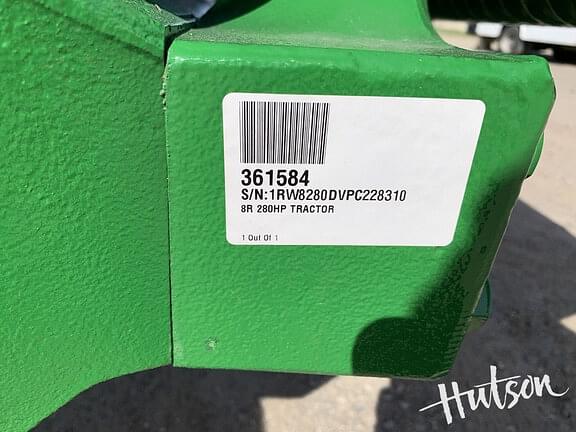 361584
S/N:1RW8280DVPC228310
8R 280HP TRACTOR
1 Out Of 1
Hutson